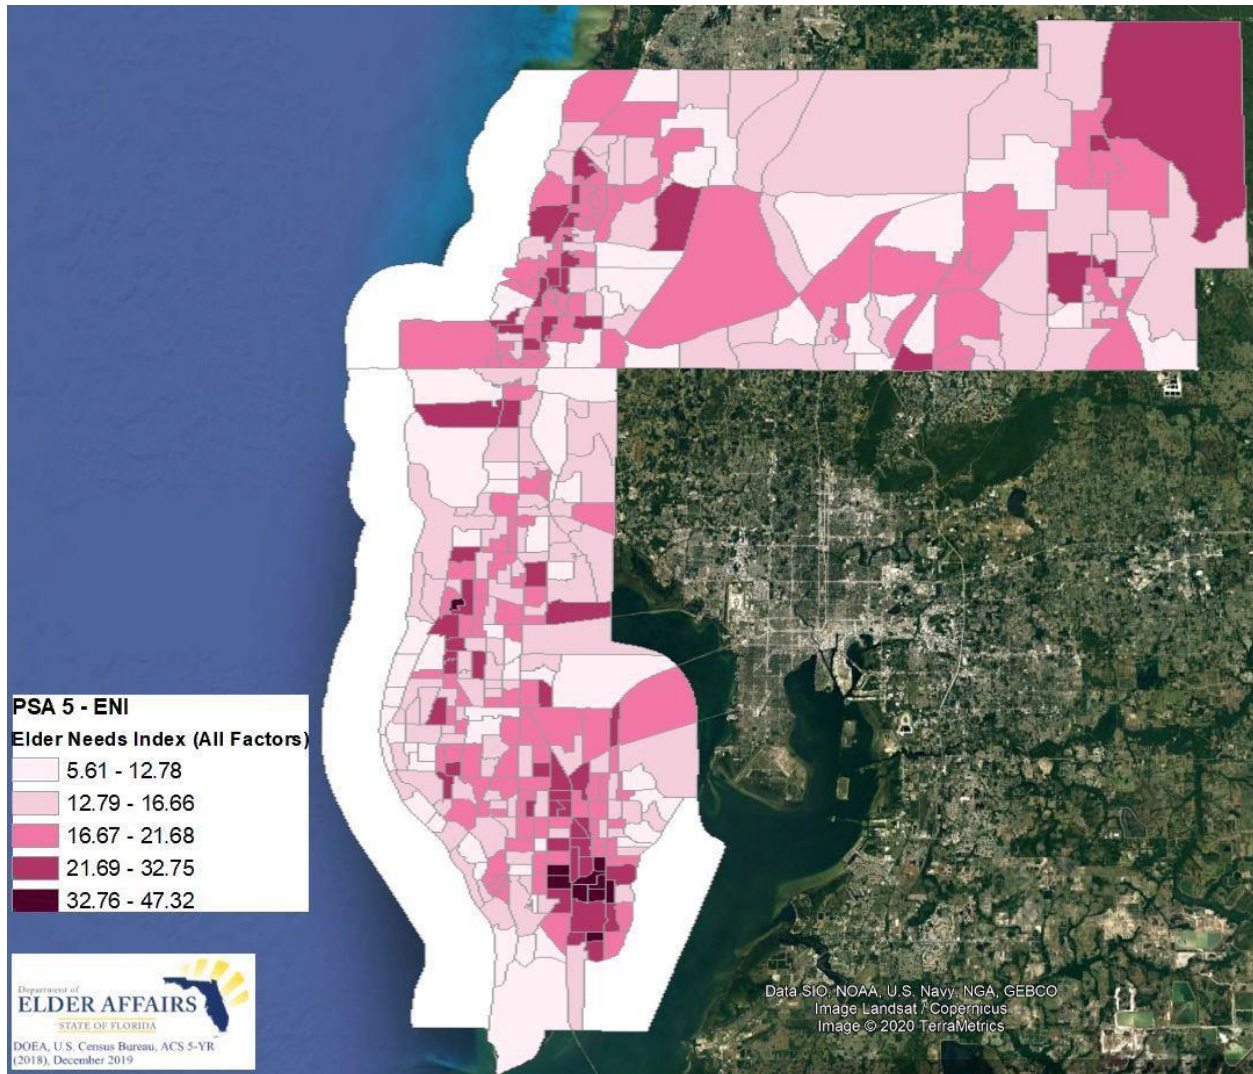 PSA 5 - ENI
Elder Needs Index (All Factors)
5.61 - 12.78
12.79 - 16.66
16.67 - 21.68
21.69 - 32.75
32.76 - 47.32
Department of
ELDER AFFAIRS
STATE OF FLORIDA
DOEA, U.S. Census Bureau, ACS 5-YR
(2018), December 2019
Data SIO, NOAA, U.S. Navy, NGA, GEBCO
Image Landsat / Copernicus
Image © 2020 TerraMetrics